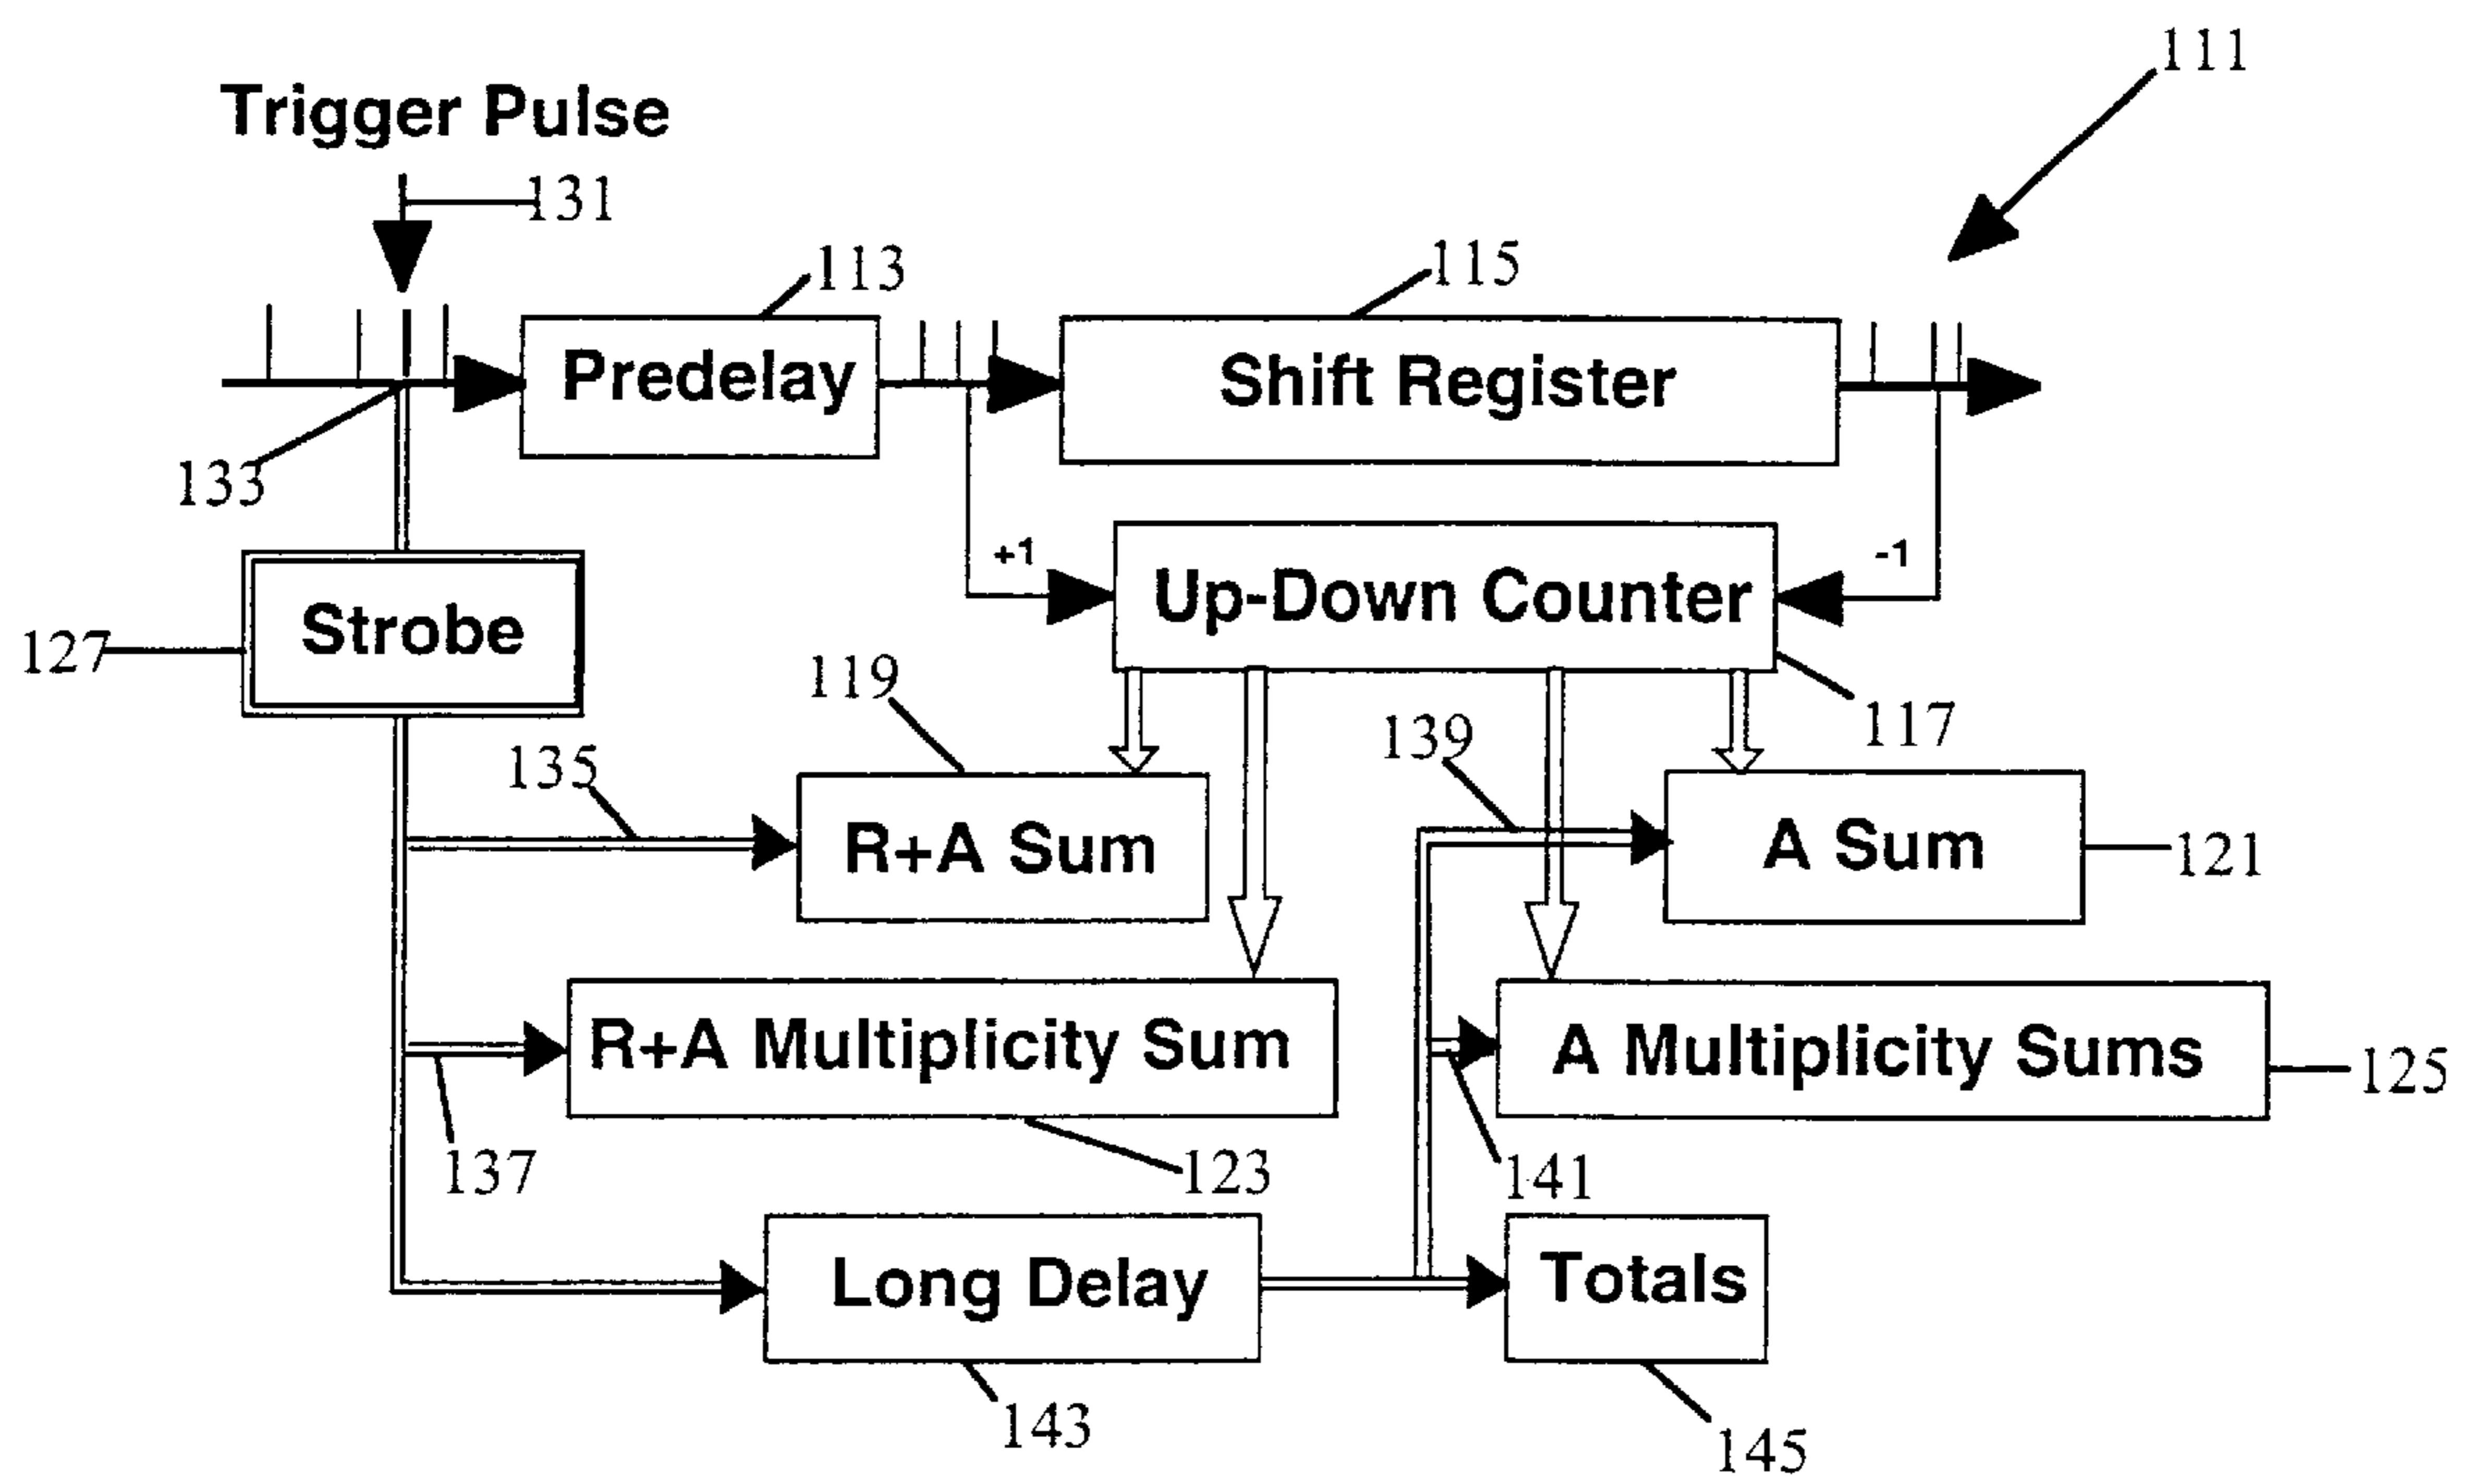 111
Trigger Pulse
131
113
115
Predelay
Shift Register
133
+1
-1
Up-Down Counter
Strobe
127
119
117
139
135
R+A Sum
A Sum
121
R+A Multiplicity Sum
A Multiplicity Sums
125
137
123
141
Long Delay
Totals
143
145